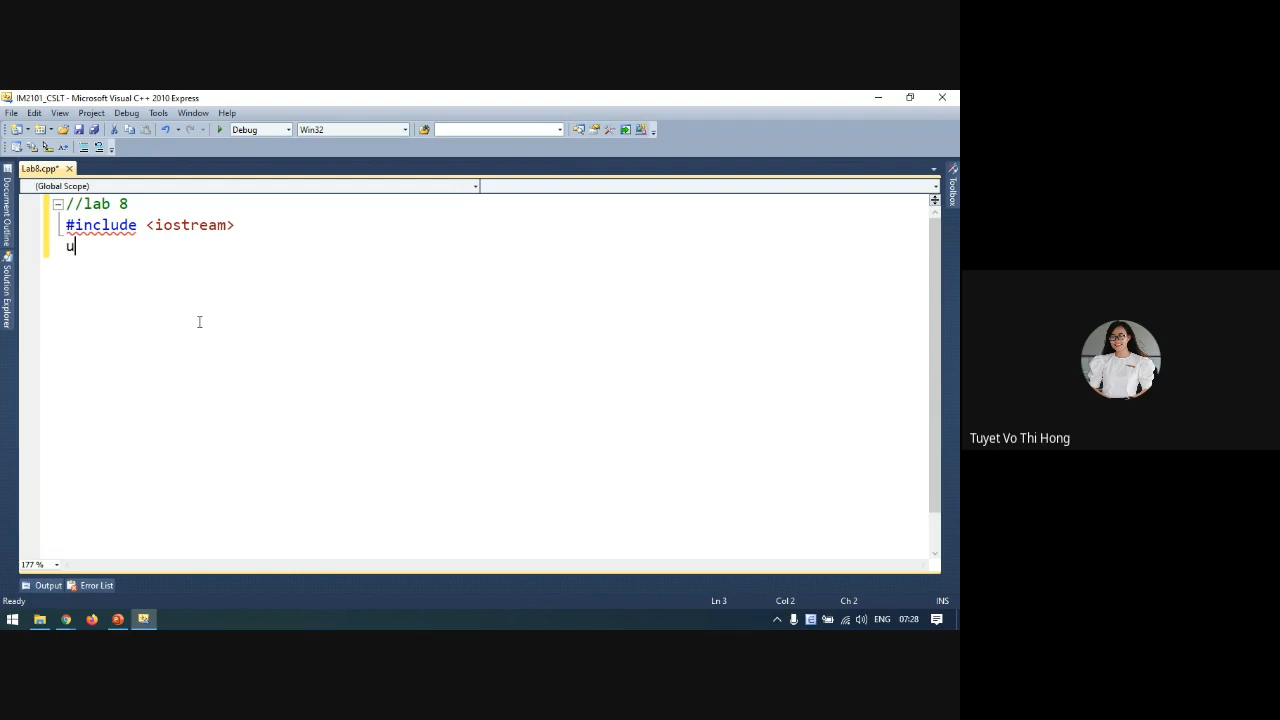 IM2101_CSLT - Microsoft Visual C++ 2010 Express
File Edit View Project Debug Tools Window Help
Debug Win32
Lab8.cpp*
(Global Scope)
//lab 8
#include <iostream>
u
Document Outline
Solution Explorer
Toolbox
177 %
Output Error List
Ready Ln 3 Col 2 Ch 2 INS
ENG 07:28
Tuyet Vo Thi Hong